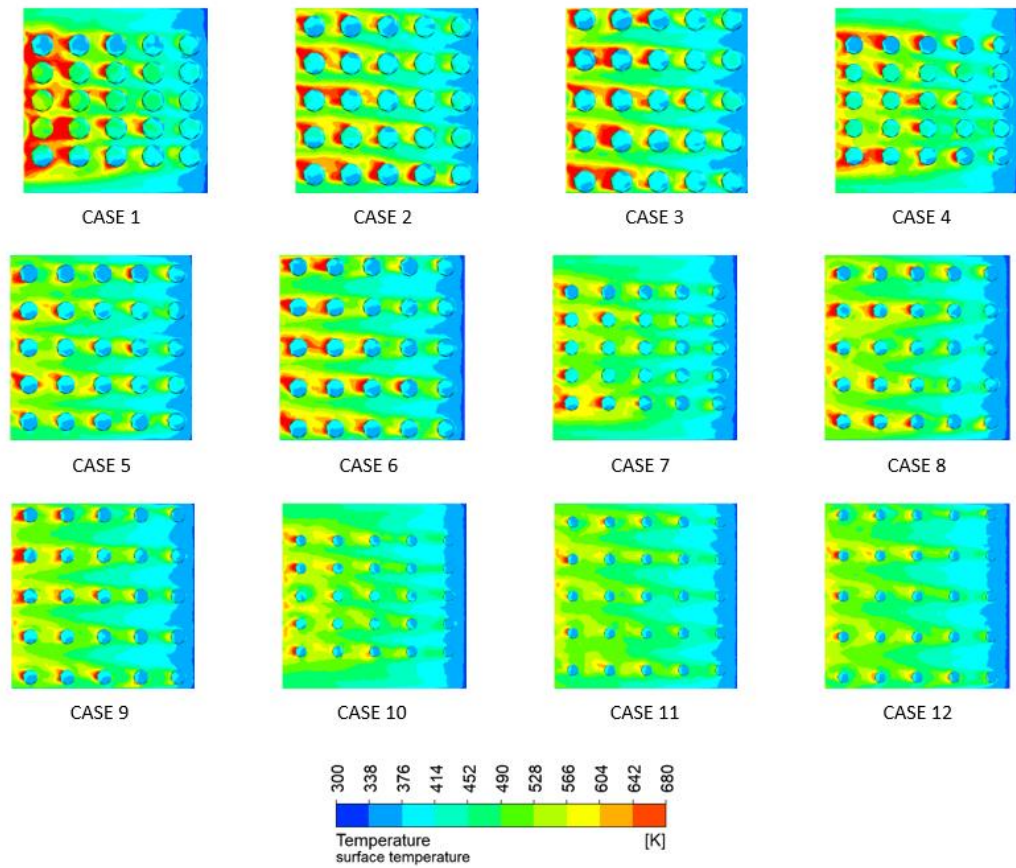 CASE 1 CASE 2 CASE 3 CASE 4
CASE 5 CASE 6 CASE 7 CASE 8
CASE 9 CASE 10 CASE 11 CASE 12
300 338 376 414 452 490 528 566 604 642 680
Temperature [K]
surface temperature